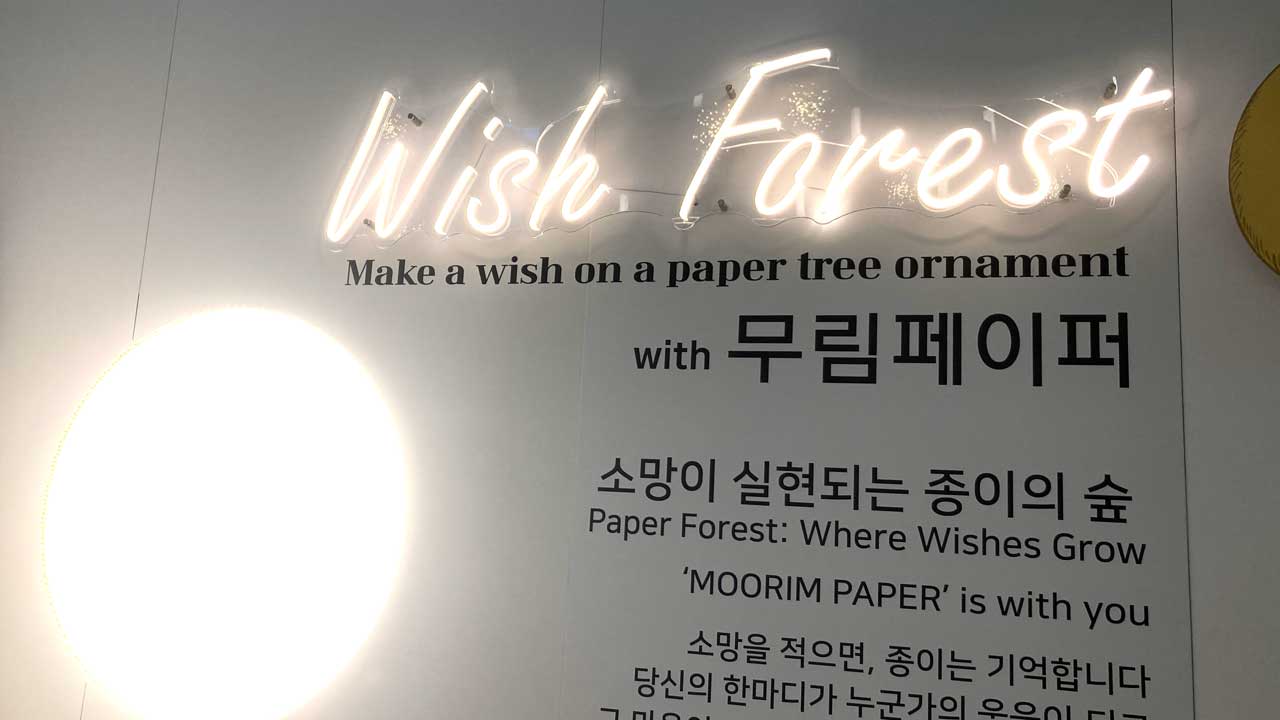 Wish Forest
Make a wish on a paper tree ornament
with 무림페이퍼
소망이 실현되는 종이의 숲
Paper Forest: Where Wishes Grow
‘MOORIM PAPER’ is with you
소망을 적으면, 종이는 기억합니다
당신의 한마디가 누군가의